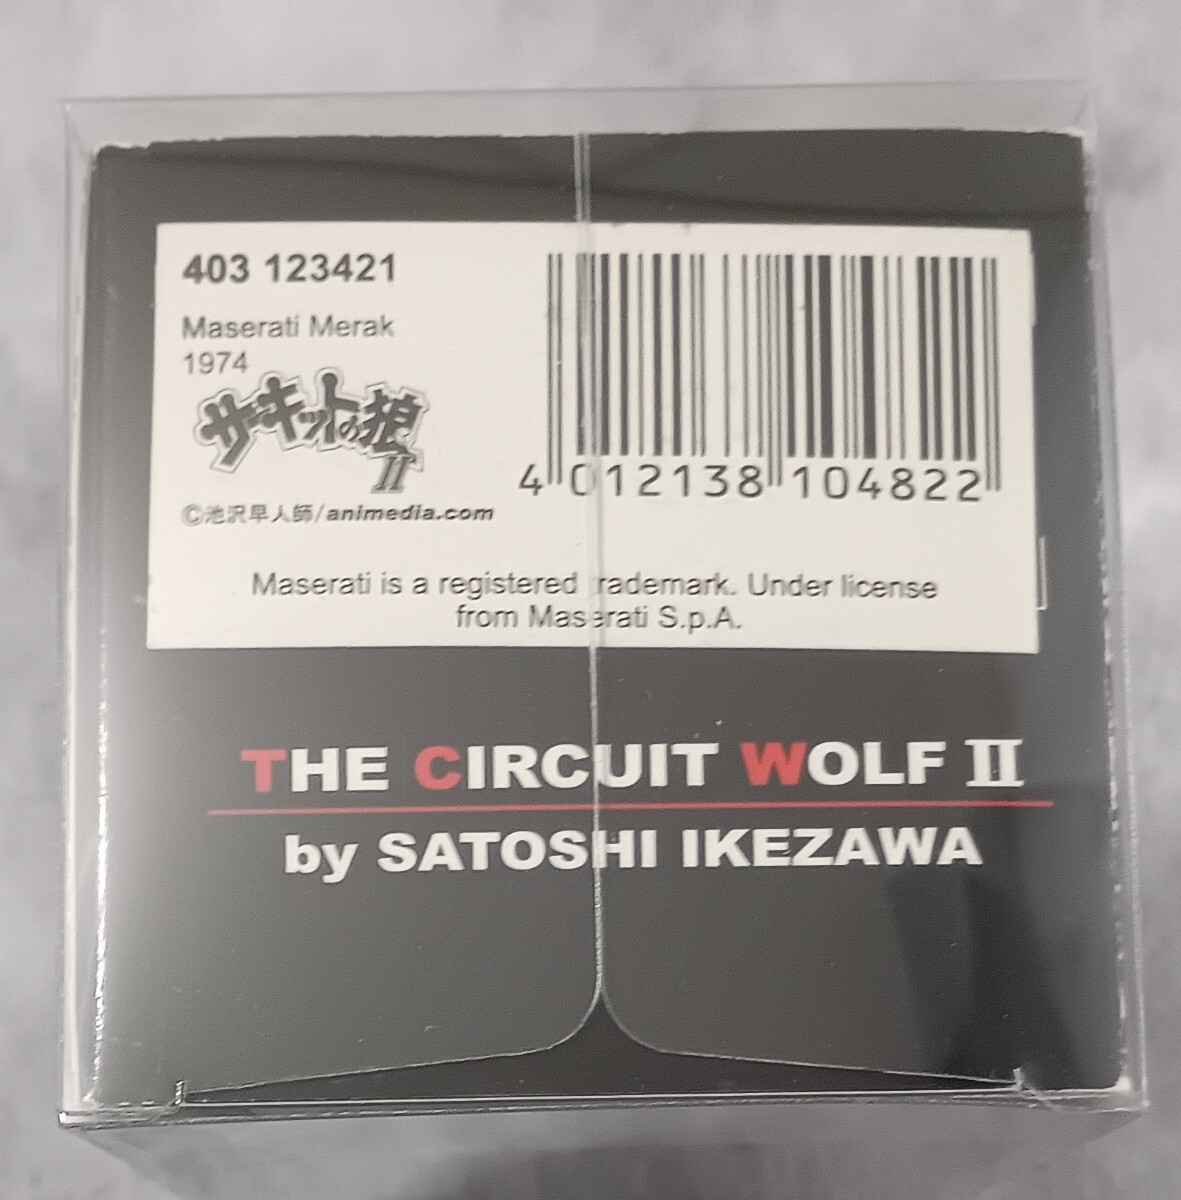 403 123421
Maserati Merak
1974
サーキットの狼
II
©池沢早人師/animedia.com
4 012138 104822
Maserati is a registered trademark. Under license
from Maserati S.p.A.
THE CIRCUIT WOLF II
by SATOSHI IKEZAWA